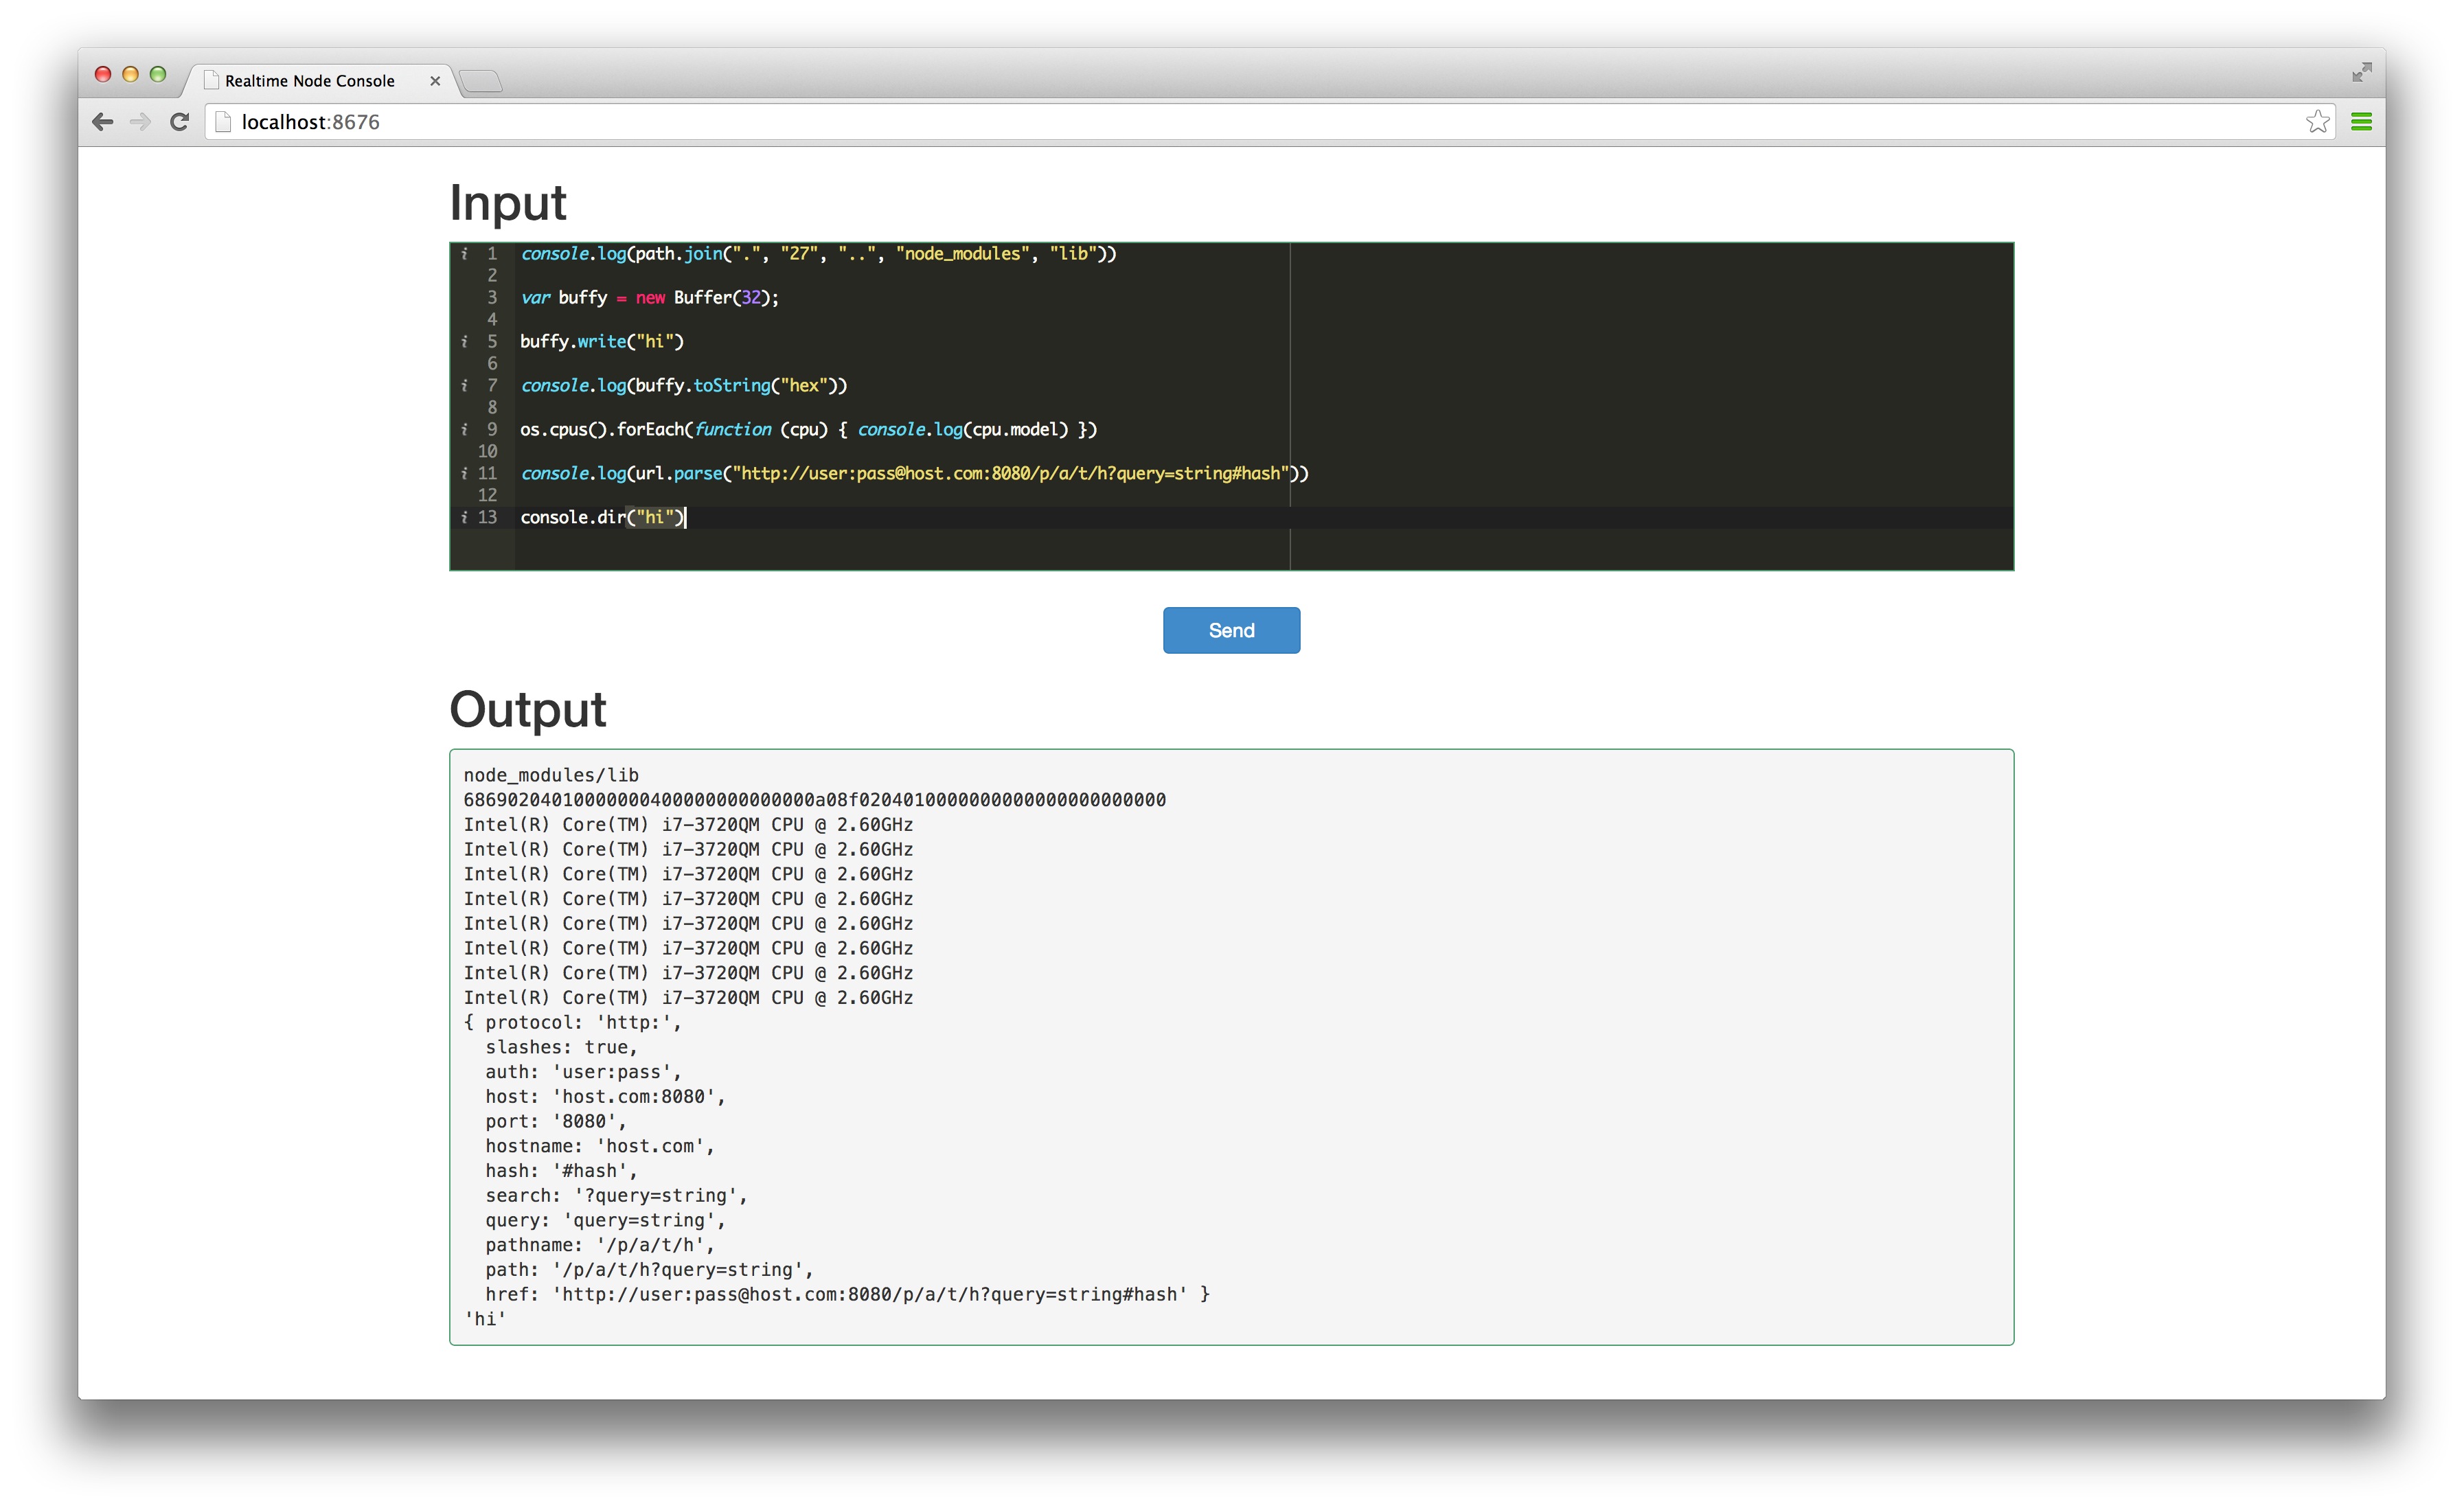 Realtime Node Console
localhost:8676
Input
1 console.log(path.join(".", "27", "..", "node_modules", "lib"))
2
3 var buffy = new Buffer(32);
4
5 buffy.write("hi")
6
7 console.log(buffy.toString("hex"))
8
9 os.cpus().forEach(function (cpu) { console.log(cpu.model) })
10
11 console.log(url.parse("http://user:pass@host.com:8080/p/a/t/h?query=string#hash"))
12
13 console.dir("hi")
Send
Output
node_modules/lib
68690204010000000400000000000000a08f0204010000000000000000000000
Intel(R) Core(TM) i7-3720QM CPU @ 2.60GHz
Intel(R) Core(TM) i7-3720QM CPU @ 2.60GHz
Intel(R) Core(TM) i7-3720QM CPU @ 2.60GHz
Intel(R) Core(TM) i7-3720QM CPU @ 2.60GHz
Intel(R) Core(TM) i7-3720QM CPU @ 2.60GHz
Intel(R) Core(TM) i7-3720QM CPU @ 2.60GHz
Intel(R) Core(TM) i7-3720QM CPU @ 2.60GHz
Intel(R) Core(TM) i7-3720QM CPU @ 2.60GHz
{ protocol: 'http:',
  slashes: true,
  auth: 'user:pass',
  host: 'host.com:8080',
  port: '8080',
  hostname: 'host.com',
  hash: '#hash',
  search: '?query=string',
  query: 'query=string',
  pathname: '/p/a/t/h',
  path: '/p/a/t/h?query=string',
  href: 'http://user:pass@host.com:8080/p/a/t/h?query=string#hash' }
'hi'